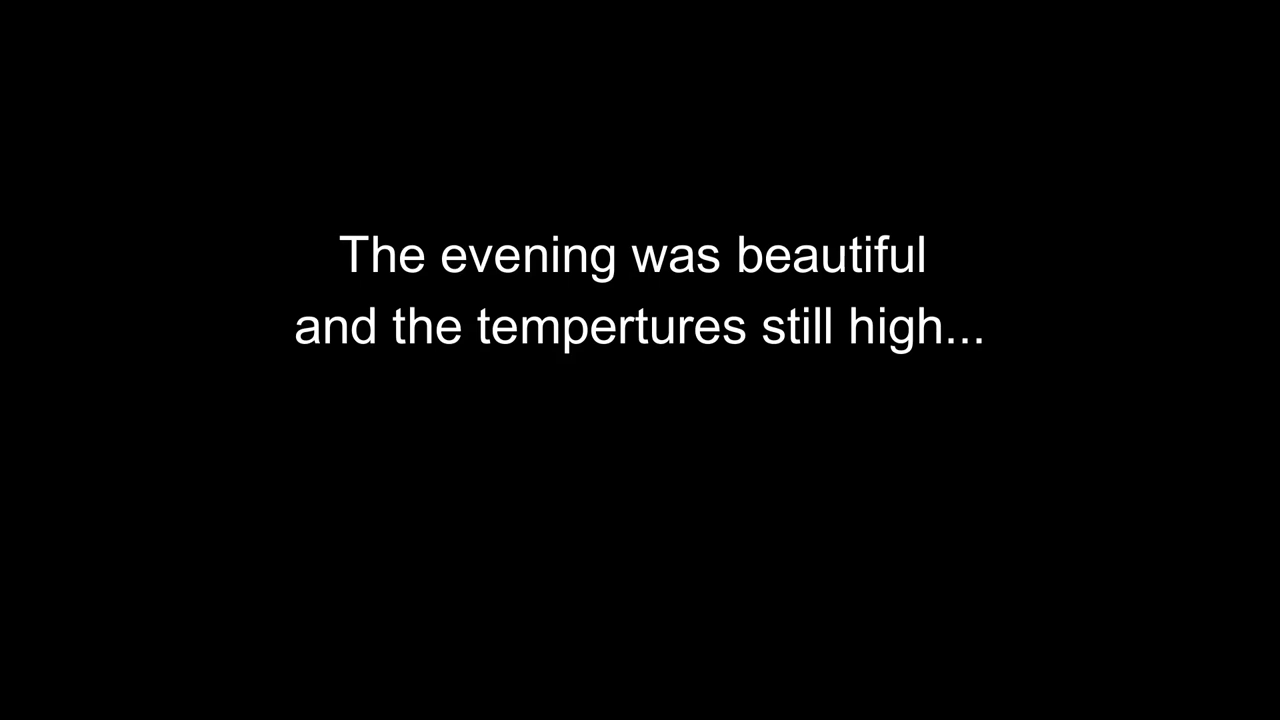 The evening was beautiful
and the tempertures still high...